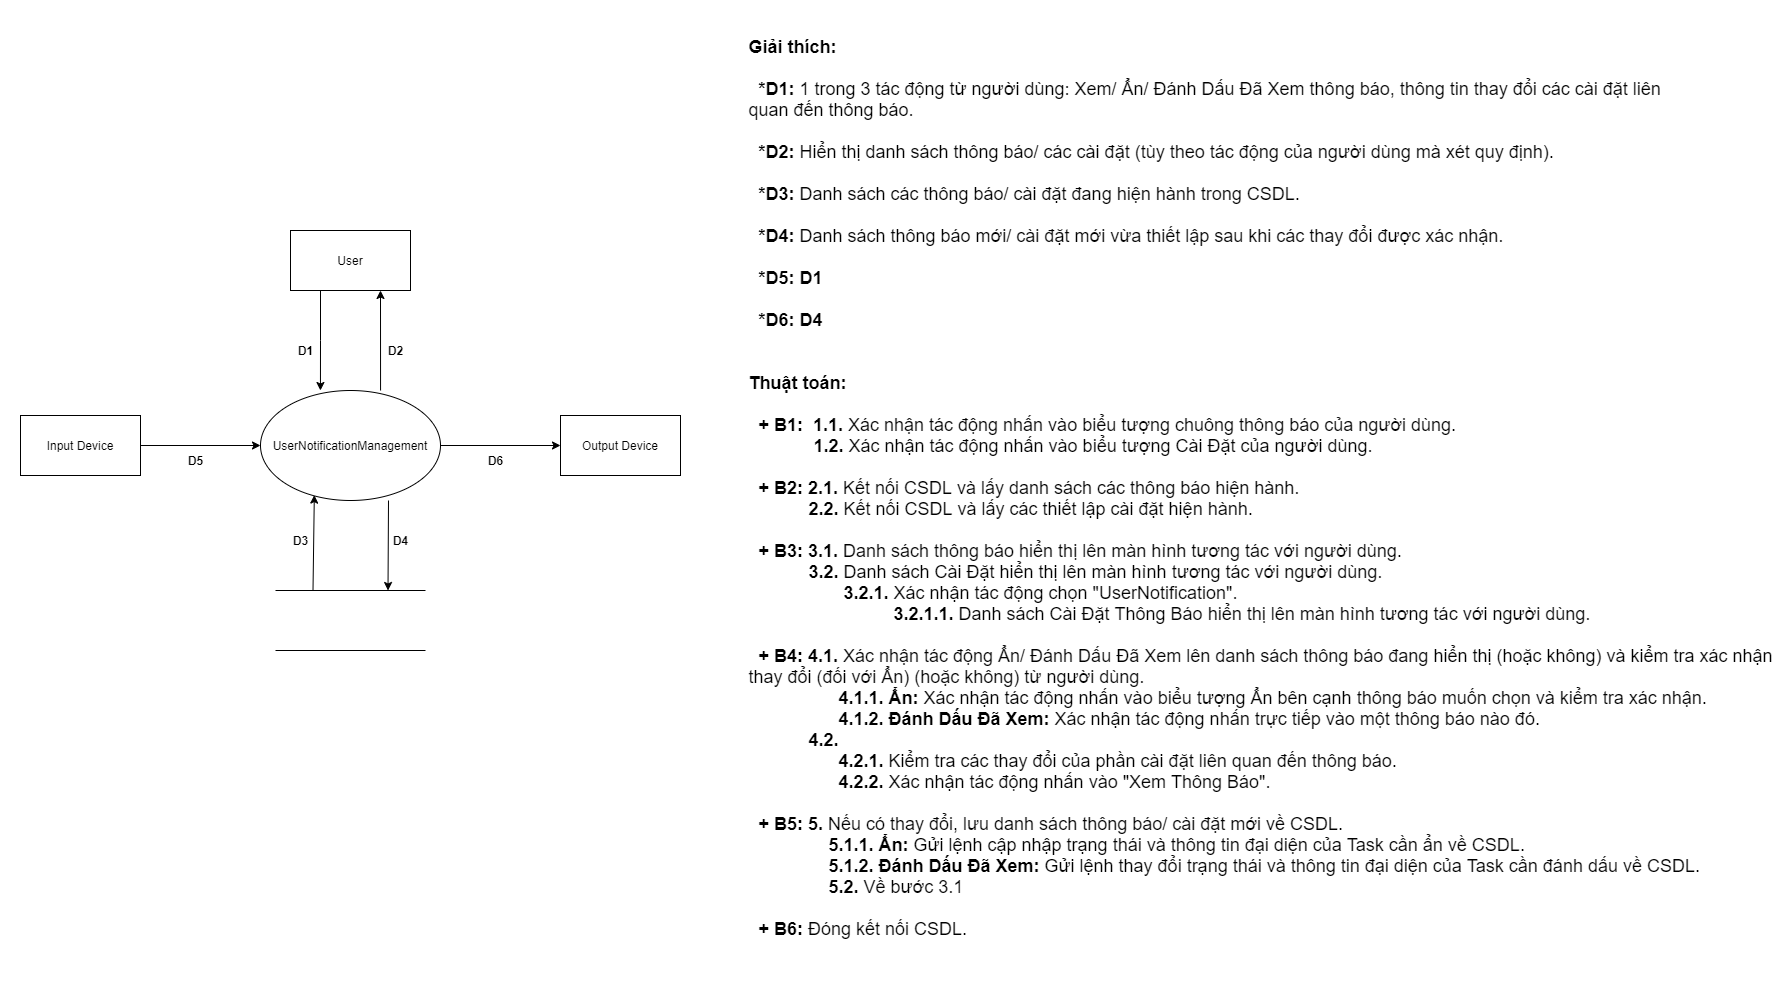 User
D1
D2
Input Device
D5
UserNotificationManagement
D6
Output Device
D3
D4
Giải thích:
*D1: 1 trong 3 tác động từ người dùng: Xem/ Ẩn/ Đánh Dấu Đã Xem thông báo, thông tin thay đổi các cài đặt liên
quan đến thông báo.
*D2: Hiển thị danh sách thông báo/ các cài đặt (tùy theo tác động của người dùng mà xét quy định).
*D3: Danh sách các thông báo/ cài đặt đang hiện hành trong CSDL.
*D4: Danh sách thông báo mới/ cài đặt mới vừa thiết lập sau khi các thay đổi được xác nhận.
*D5: D1
*D6: D4
Thuật toán:
+ B1: 1.1. Xác nhận tác động nhấn vào biểu tượng chuông thông báo của người dùng.
1.2. Xác nhận tác động nhấn vào biểu tượng Cài Đặt của người dùng.
+ B2: 2.1. Kết nối CSDL và lấy danh sách các thông báo hiện hành.
2.2. Kết nối CSDL và lấy các thiết lập cài đặt hiện hành.
+ B3: 3.1. Danh sách thông báo hiển thị lên màn hình tương tác với người dùng.
3.2. Danh sách Cài Đặt hiển thị lên màn hình tương tác với người dùng.
3.2.1. Xác nhận tác động chọn "UserNotification".
3.2.1.1. Danh sách Cài Đặt Thông Báo hiển thị lên màn hình tương tác với người dùng.
+ B4: 4.1. Xác nhận tác động Ẩn/ Đánh Dấu Đã Xem lên danh sách thông báo đang hiển thị (hoặc không) và kiểm tra xác nhận
thay đổi (đối với Ẩn) (hoặc không) từ người dùng.
4.1.1. Ẩn: Xác nhận tác động nhấn vào biểu tượng Ẩn bên cạnh thông báo muốn chọn và kiểm tra xác nhận.
4.1.2. Đánh Dấu Đã Xem: Xác nhận tác động nhấn trực tiếp vào một thông báo nào đó.
4.2.
4.2.1. Kiểm tra các thay đổi của phần cài đặt liên quan đến thông báo.
4.2.2. Xác nhận tác động nhấn vào "Xem Thông Báo".
+ B5: 5. Nếu có thay đổi, lưu danh sách thông báo/ cài đặt mới về CSDL.
5.1.1. Ẩn: Gửi lệnh cập nhập trạng thái và thông tin đại diện của Task cần ẩn về CSDL.
5.1.2. Đánh Dấu Đã Xem: Gửi lệnh thay đổi trạng thái và thông tin đại diện của Task cần đánh dấu về CSDL.
5.2. Về bước 3.1
+ B6: Đóng kết nối CSDL.